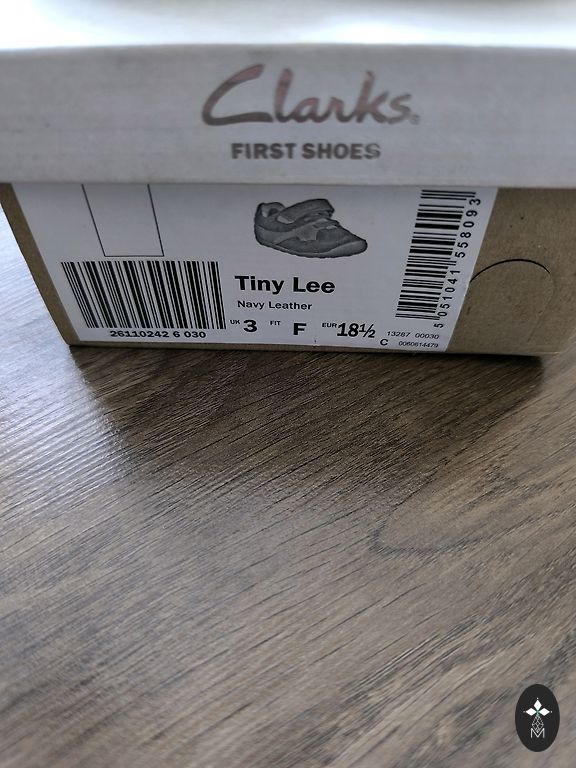 Clarks.
FIRST SHOES
Tiny Lee
Navy Leather
UK 3 FIT F EUR 18½
26110242 6 030
5 051041 558093
13287 00030
C 0060614479
M